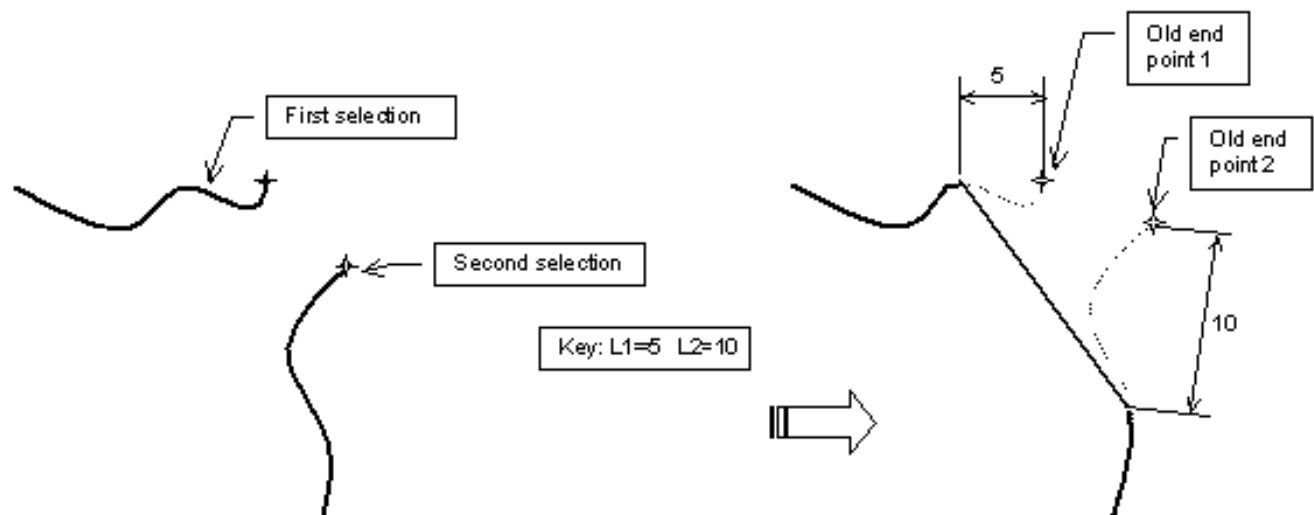 Old end
point 1
5
First selection
Old end
point 2
Second selection
10
Key: L1=5 L2=10